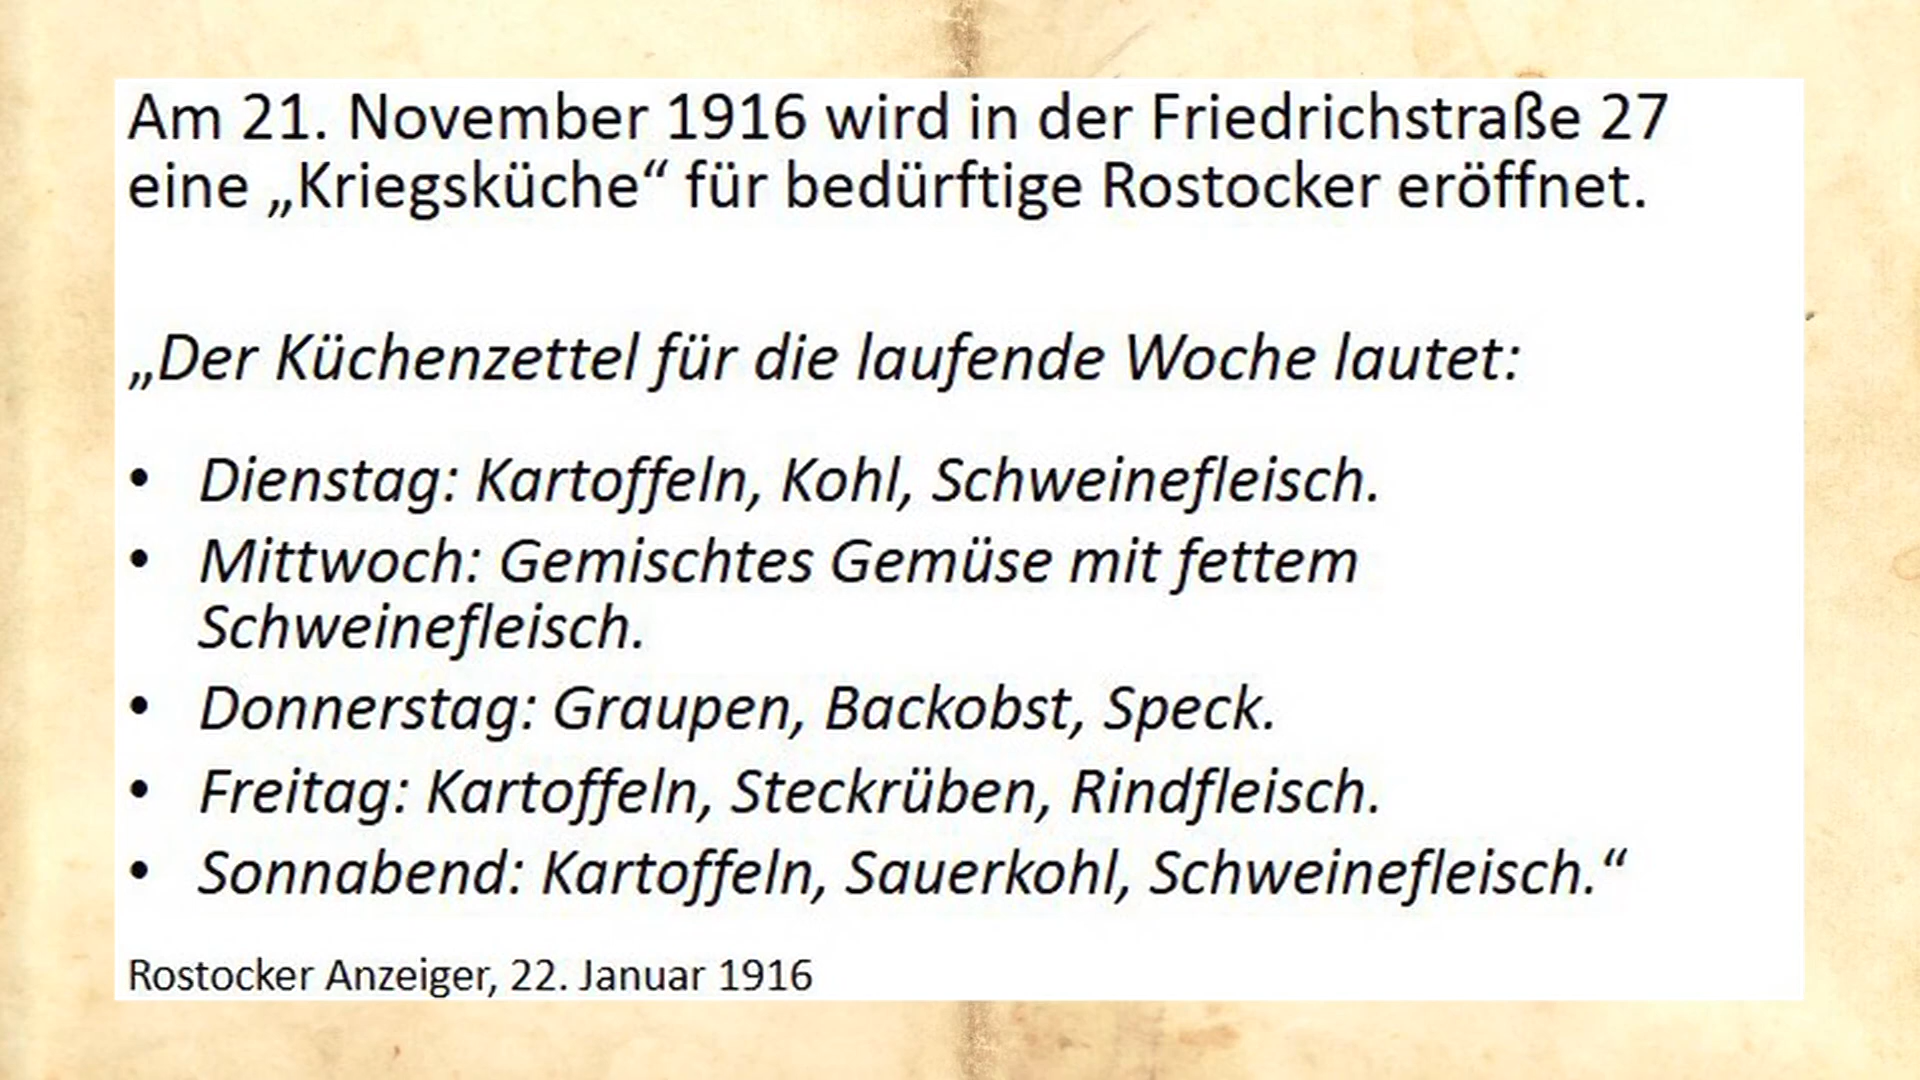 Am 21. November 1916 wird in der Friedrichstraße 27
eine „Kriegsküche“ für bedürftige Rostocker eröffnet.
„Der Küchenzettel für die laufende Woche lautet:
• Dienstag: Kartoffeln, Kohl, Schweinefleisch.
• Mittwoch: Gemischtes Gemüse mit fettem
Schweinefleisch.
• Donnerstag: Graupen, Backobst, Speck.
• Freitag: Kartoffeln, Steckrüben, Rindfleisch.
• Sonnabend: Kartoffeln, Sauerkohl, Schweinefleisch.“
Rostocker Anzeiger, 22. Januar 1916